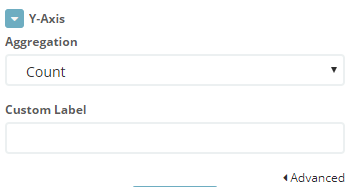 Y-Axis
Aggregation
Count
Custom Label
Advanced